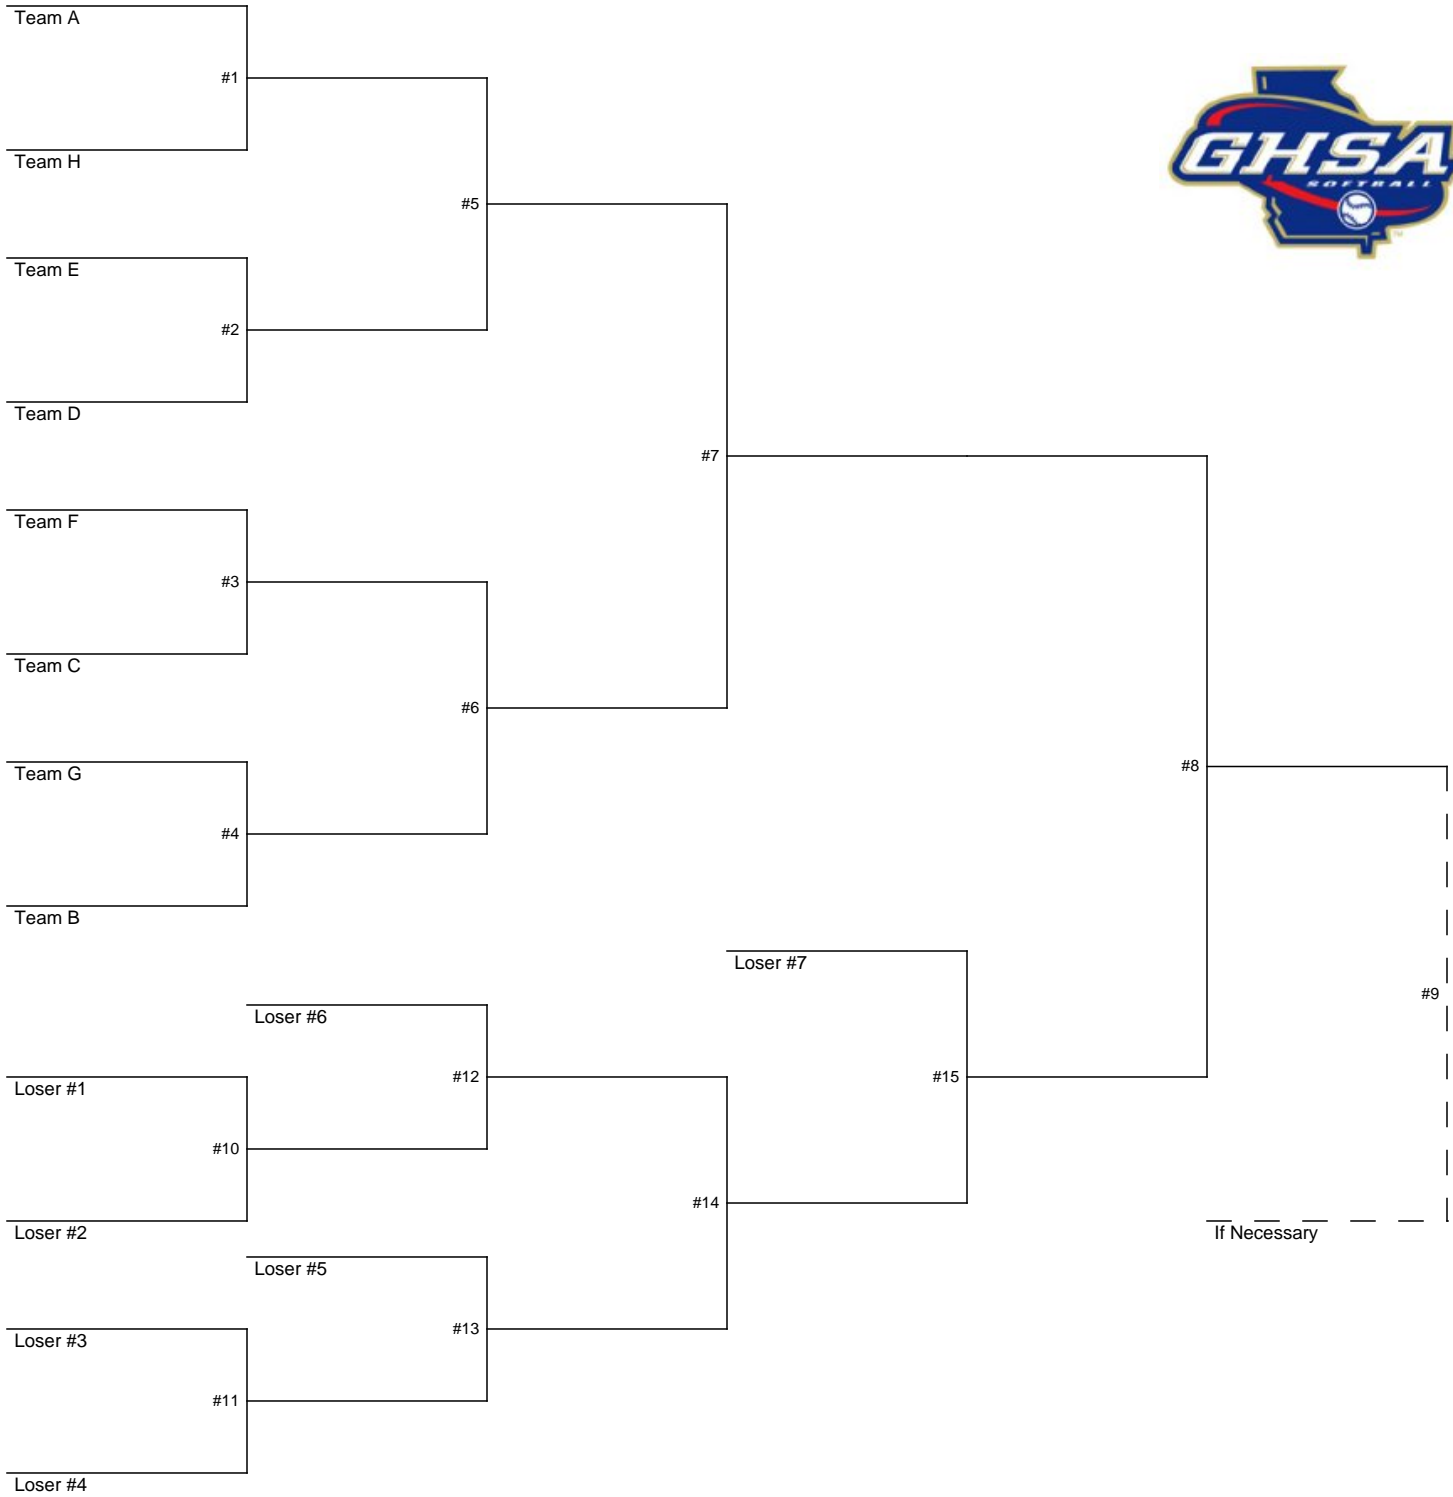 Team A
#1
Team H
#5
Team E
#2
Team D
#7
Team F
#3
Team C
#6
Team G
#4
Team B
#8
Loser #7
#9
Loser #6
Loser #1
#12
#15
#10
#14
Loser #2
If Necessary
Loser #5
Loser #3
#13
#11
Loser #4
GHSA
SOFTBALL
TM